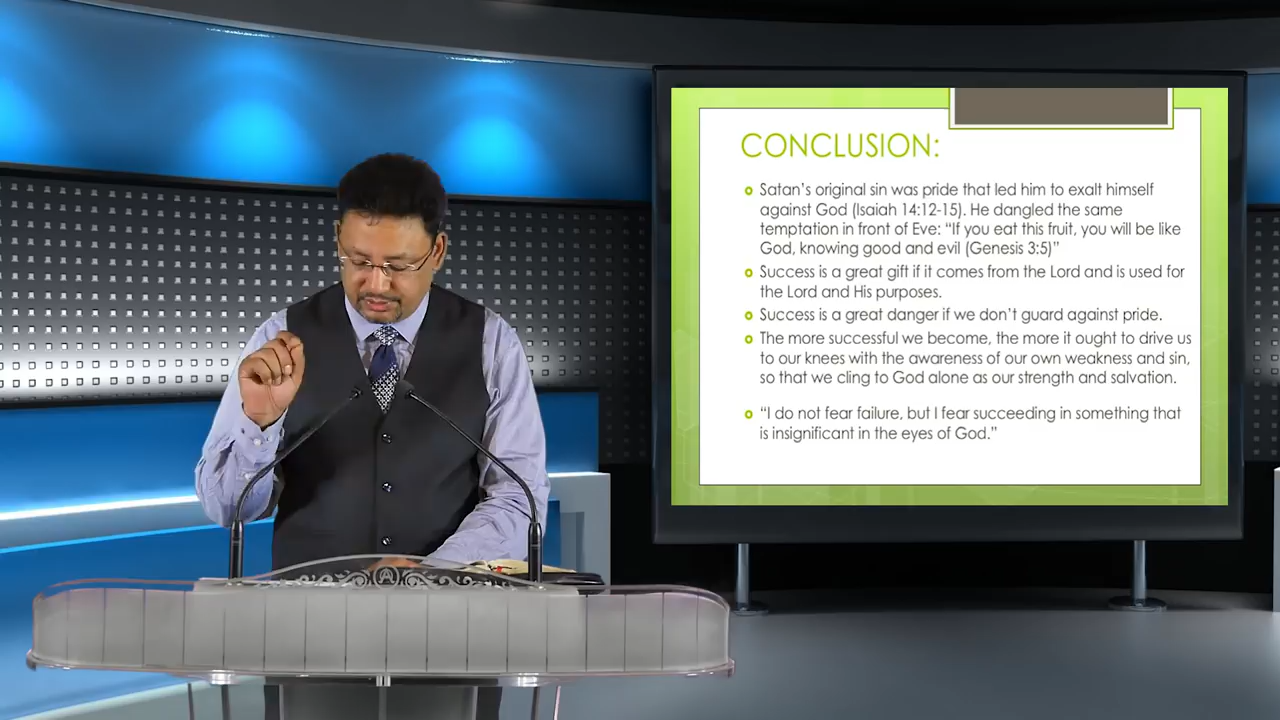 CONCLUSION:
Satan's original sin was pride that led him to exalt himself
against God (Isaiah 14:12-15). He dangled the same
temptation in front of Eve: "If you eat this fruit, you will be like
God, knowing good and evil (Genesis 3:5)"
Success is a great gift if it comes from the Lord and is used for
the Lord and His purposes.
Success is a great danger if we don't guard against pride.
The more successful we become, the more it ought to drive us
to our knees with the awareness of our own weakness and sin,
so that we cling to God alone as our strength and salvation.
"I do not fear failure, but I fear succeeding in something that
is insignificant in the eyes of God."